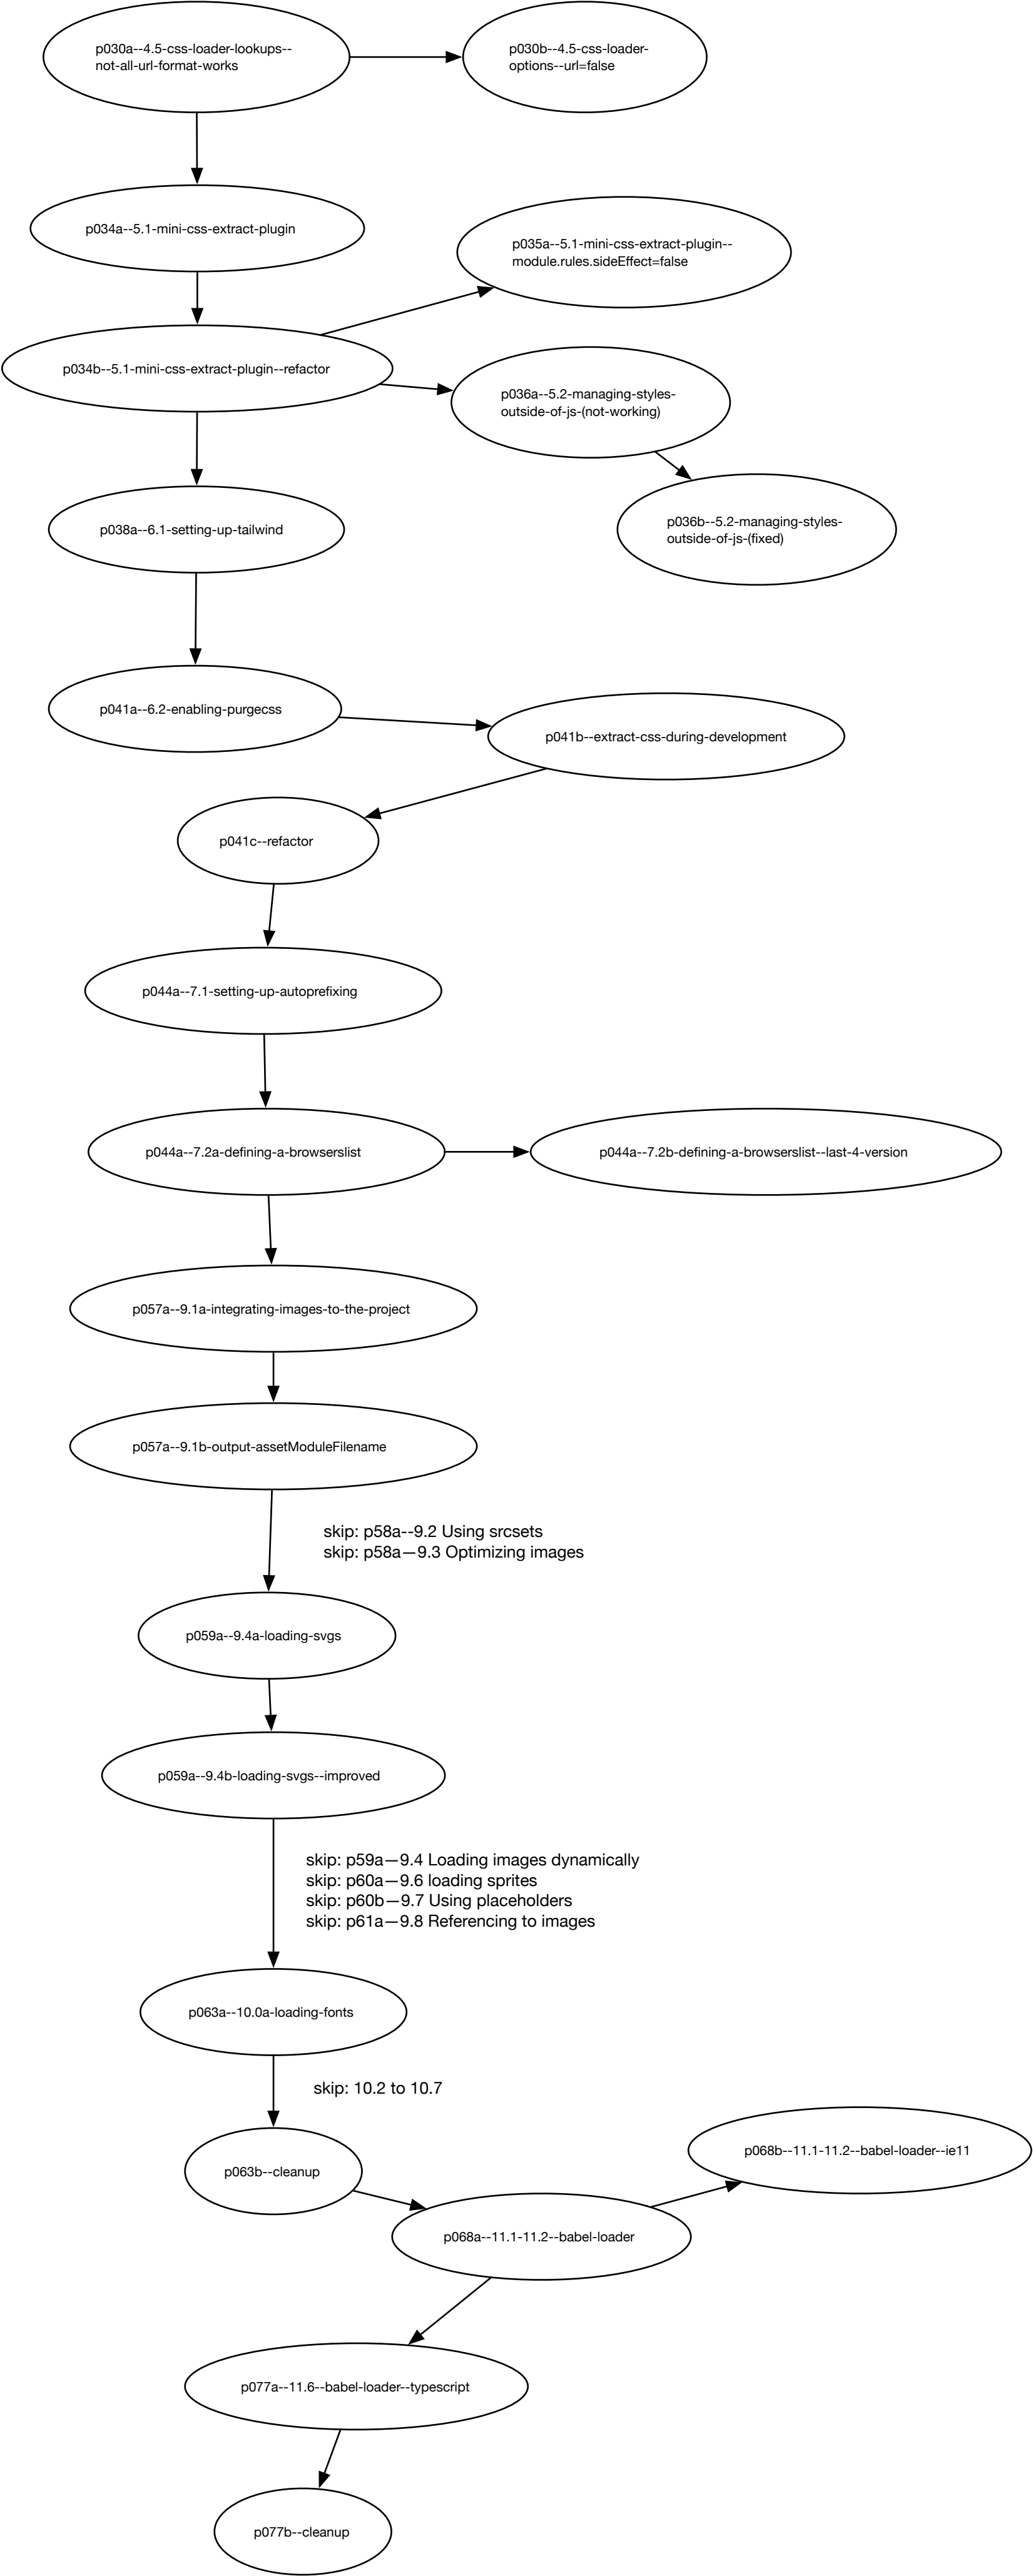 p030a--4.5-css-loader-lookups--
not-all-url-format-works
p030b--4.5-css-loader-
options--url=false
p034a--5.1-mini-css-extract-plugin
p035a--5.1-mini-css-extract-plugin--
module.rules.sideEffect=false
p034b--5.1-mini-css-extract-plugin--refactor
p036a--5.2-managing-styles-
outside-of-js-(not-working)
p036b--5.2-managing-styles-
outside-of-js-(fixed)
p038a--6.1-setting-up-tailwind
p041a--6.2-enabling-purgecss
p041b--extract-css-during-development
p041c--refactor
p044a--7.1-setting-up-autoprefixing
p044a--7.2a-defining-a-browserslist
p044a--7.2b-defining-a-browserslist--last-4-version
p057a--9.1a-integrating-images-to-the-project
p057a--9.1b-output-assetModuleFilename
skip: p58a--9.2 Using srcsets
skip: p58a—9.3 Optimizing images
p059a--9.4a-loading-svgs
p059a--9.4b-loading-svgs--improved
skip: p59a—9.4 Loading images dynamically
skip: p60a—9.6 loading sprites
skip: p60b—9.7 Using placeholders
skip: p61a—9.8 Referencing to images
p063a--10.0a-loading-fonts
skip: 10.2 to 10.7
p063b--cleanup
p068b--11.1-11.2--babel-loader--ie11
p068a--11.1-11.2--babel-loader
p077a--11.6--babel-loader--typescript
p077b--cleanup